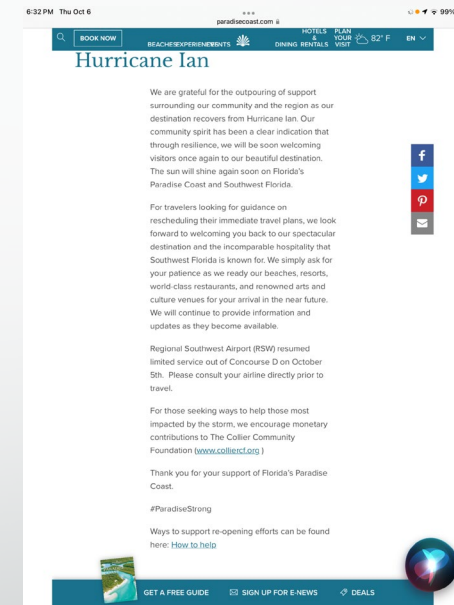 6:32 PM Thu Oct 6
99%
paradisecoast.com
BOOK NOW
BEACHES EXPERIENCES EVENTS
DINING
HOTELS
&
RENTALS
PLAN
YOUR
VISIT
82° F
EN
Hurricane Ian
We are grateful for the outpouring of support
surrounding our community and the region as our
destination recovers from Hurricane Ian. Our
community spirit has been a clear indication that
through resilience, we will be soon welcoming
visitors once again to our beautiful destination.
The sun will shine again soon on Florida's
Paradise Coast and Southwest Florida.
For travelers looking for guidance on
rescheduling their immediate travel plans, we look
forward to welcoming you back to our spectacular
destination and the incomparable hospitality that
Southwest Florida is known for. We simply ask for
your patience as we ready our beaches, resorts,
world-class restaurants, and renowned arts and
culture venues for your arrival in the near future.
We will continue to provide information and
updates as they become available.
Regional Southwest Airport (RSW) resumed
limited service out of Concourse D on October
5th. Please consult your airline directly prior to
travel.
For those seeking ways to help those most
impacted by the storm, we encourage monetary
contributions to The Collier Community
Foundation (www.colliercf.org )
Thank you for your support of Florida's Paradise
Coast.
#ParadiseStrong
Ways to support re-opening efforts can be found
here: How to help
GET A FREE GUIDE
SIGN UP FOR E-NEWS
DEALS